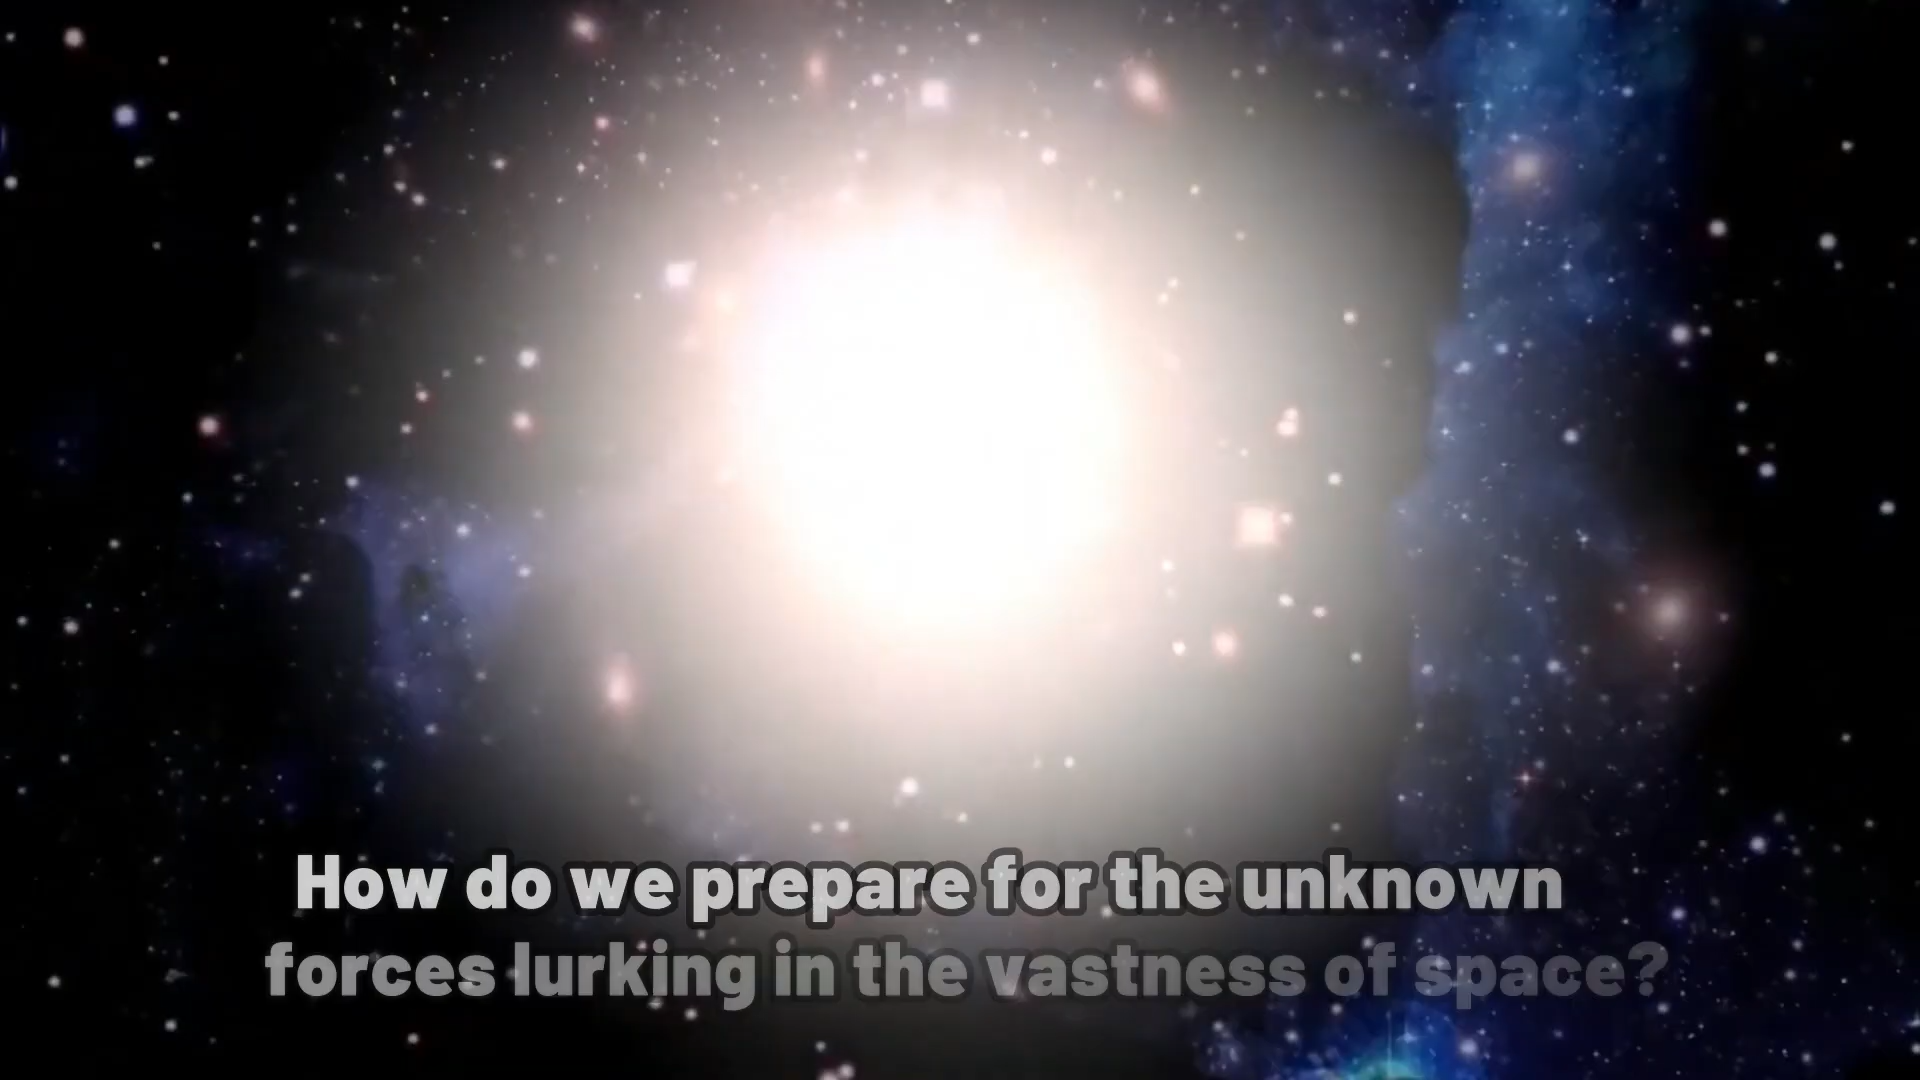 How do we prepare for the unknown
forces lurking in the vastness of space?